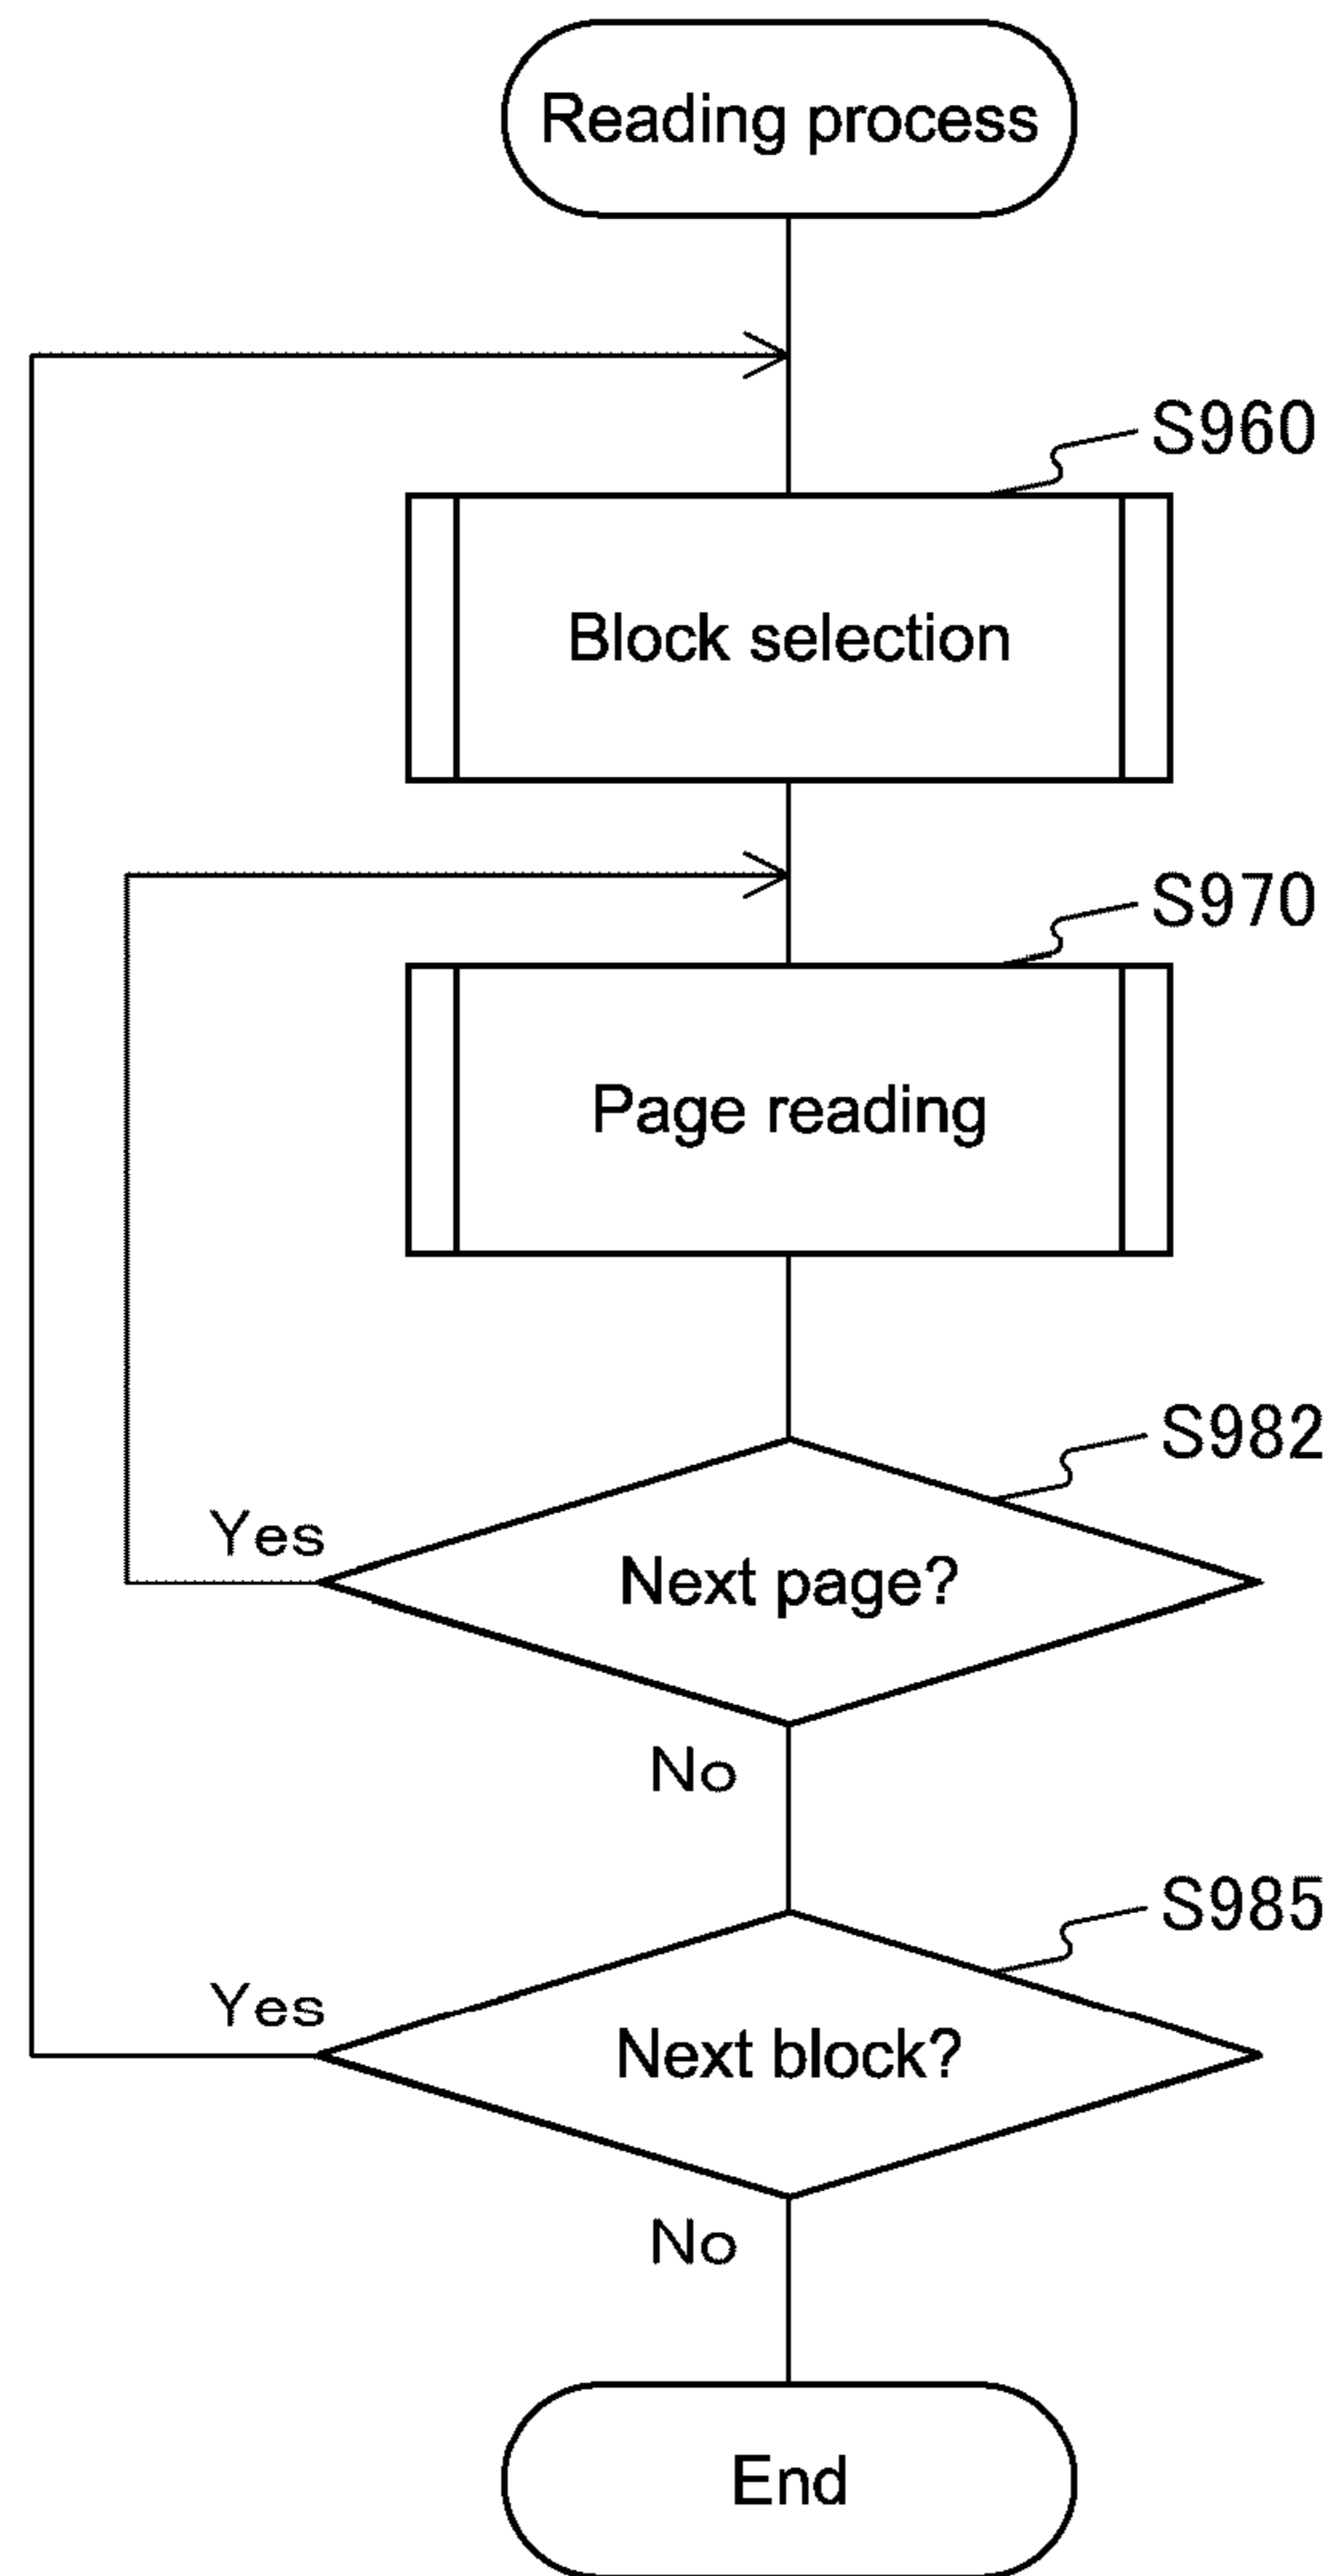 Reading process
S960
Block selection
S970
Page reading
S982
Yes
Next page?
No
S985
Yes
Next block?
No
End